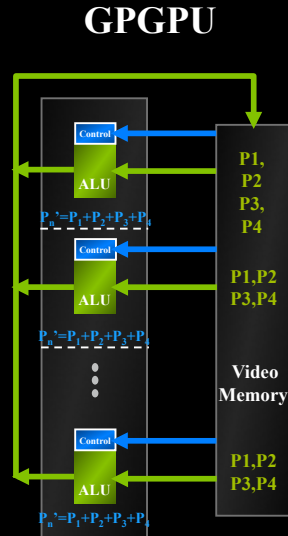 GPGPU
Control
ALU
P1,
P2
P3,
P4
Pn'=P1+P2+P3+P4
Control
ALU
P1,P2
P3,P4
Pn'=P1+P2+P3+P4
Video
Memory
Control
ALU
P1,P2
P3,P4
Pn'=P1+P2+P3+P4